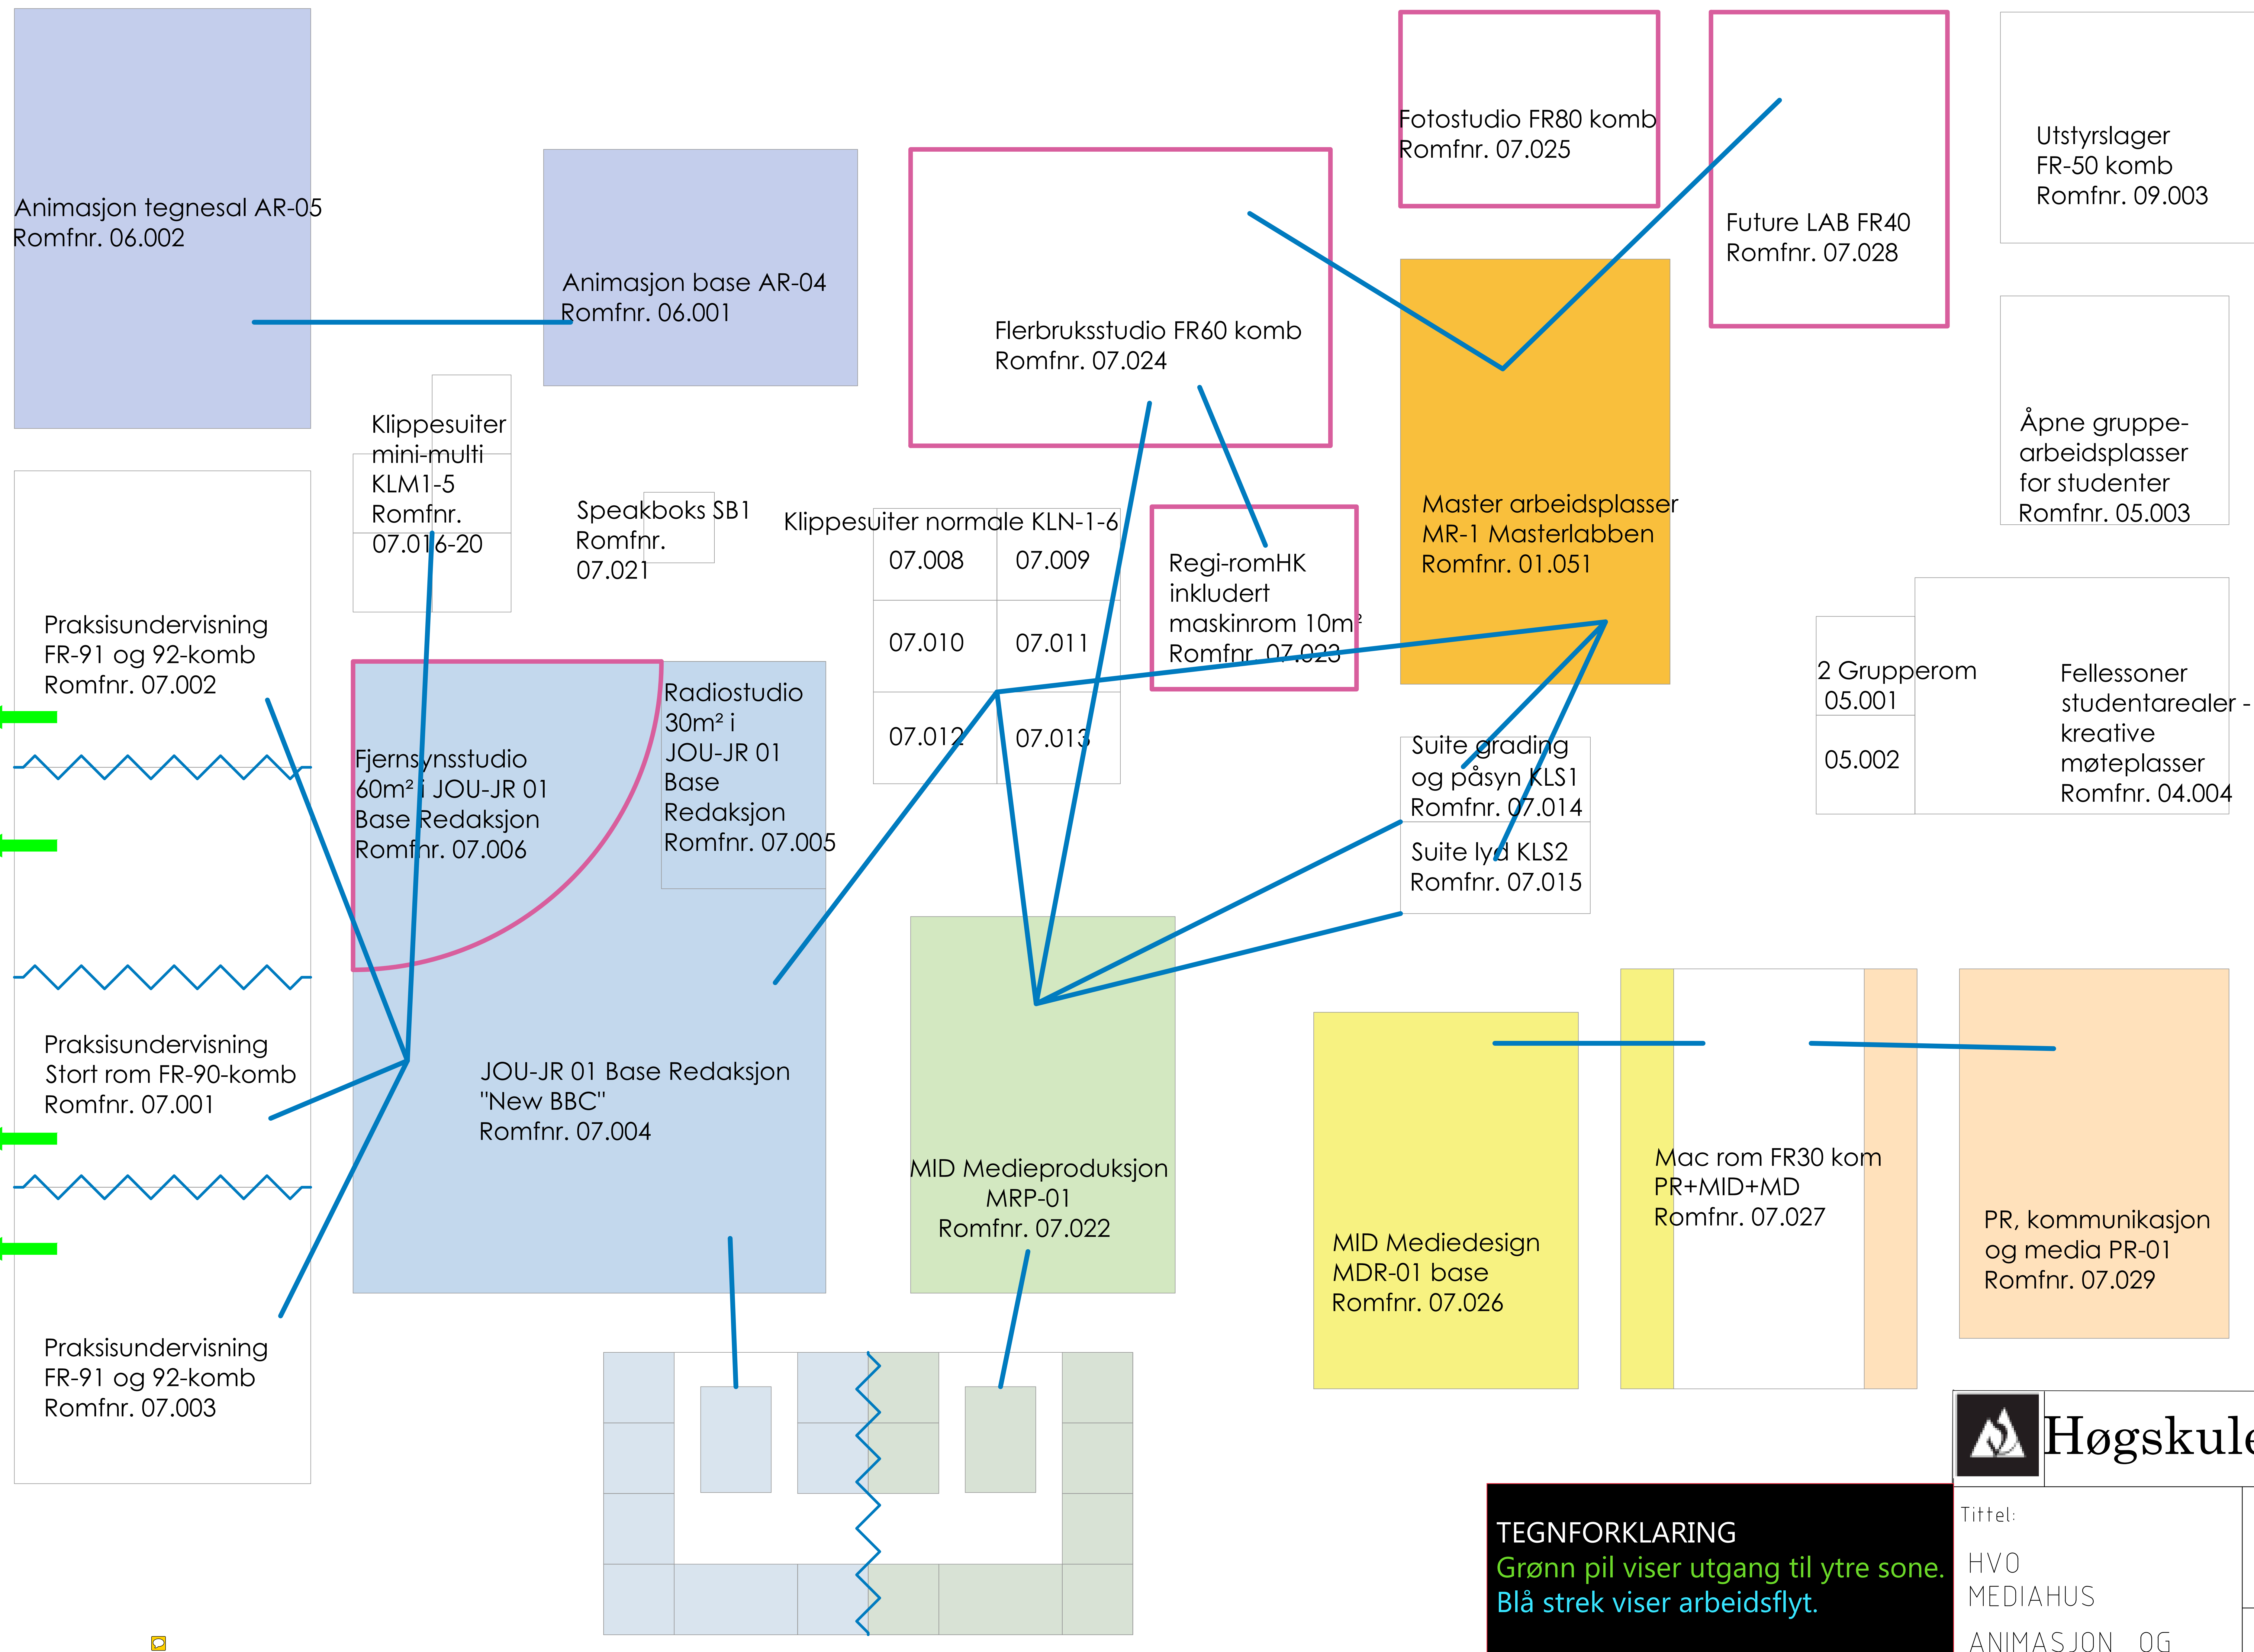 Animasjon tegnesal AR-05
Romfnr. 06.002
Animasjon base AR-04
Romfnr. 06.001
Flerbruksstudio FR60 komb
Romfnr. 07.024
Fotostudio FR80 komb
Romfnr. 07.025
Future LAB FR40
Romfnr. 07.028
Utstyrslager
FR-50 komb
Romfnr. 09.003
Klippesuiter
mini-multi
KLM1-5
Romfnr.
07.016-20
Speakboks SB1
Romfnr.
07.021
Klippesuiter normale KLN-1-6
07.008
07.009
07.010
07.011
07.012
07.013
Regi-romHK
inkludert
maskinrom 10m²
Romfnr. 07.023
Master arbeidsplasser
MR-1 Masterlabben
Romfnr. 01.051
Åpne gruppe-
arbeidsplasser
for studenter
Romfnr. 05.003
Praksisundervisning
FR-91 og 92-komb
Romfnr. 07.002
Fjernsynsstudio
60m² i JOU-JR 01
Base Redaksjon
Romfnr. 07.006
Radiostudio
30m² i
JOU-JR 01
Base
Redaksjon
Romfnr. 07.005
Suite grading
og påsyn KLS1
Romfnr. 07.014
Suite lyd KLS2
Romfnr. 07.015
2 Grupperom
05.001
05.002
Fellessoner
studentarealer -
kreative
møteplasser
Romfnr. 04.004
Praksisundervisning
Stort rom FR-90-komb
Romfnr. 07.001
JOU-JR 01 Base Redaksjon
"New BBC"
Romfnr. 07.004
MID Medieproduksjon
MRP-01
Romfnr. 07.022
MID Mediedesign
MDR-01 base
Romfnr. 07.026
Mac rom FR30 kom
PR+MID+MD
Romfnr. 07.027
PR, kommunikasjon
og media PR-01
Romfnr. 07.029
Praksisundervisning
FR-91 og 92-komb
Romfnr. 07.003
TEGNFORKLARING
Grønn pil viser utgang til ytre sone.
Blå strek viser arbeidsflyt.
Høgskule
Tittel:
HVO
MEDIAHUS
ANIMASJON OG